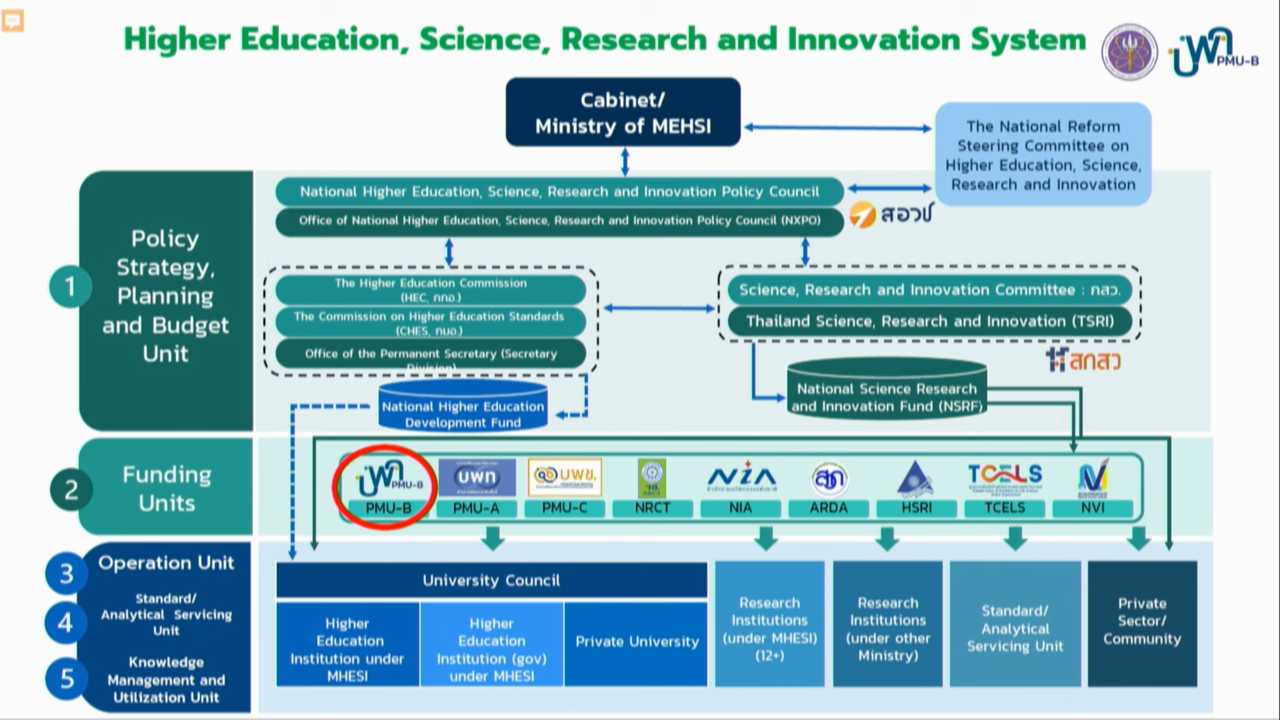 Higher Education, Science, Research and Innovation System
PMU-B
Cabinet/
Ministry of MEHSI
The National Reform
Steering Committee on
Higher Education, Science,
Research and Innovation
1
Policy
Strategy,
Planning
and Budget
Unit
National Higher Education, Science, Research and Innovation Policy Council
Office of National Higher Education, Science, Research and Innovation Policy Council (NXPO)
สอวช
The Higher Education Commission
(HEC, กกอ.)
The Commission on Higher Education Standards
(CHES, กมอ.)
Office of the Permanent Secretary (Secretary
Division)
Science, Research and Innovation Committee : กสว.
Thailand Science, Research and Innovation (TSRI)
สกสว
National Higher Education
Development Fund
National Science Research
and Innovation Fund (NSRF)
2
Funding
Units
PMU-B
บพท
บพข.
NIA
สวก
TCELS
PMU-B
PMU-A
PMU-C
NRCT
NIA
ARDA
HSRI
TCELS
NVI
3
Operation Unit
4
Standard/
Analytical Servicing
Unit
5
Knowledge
Management and
Utilization Unit
University Council
Higher
Education
Institution under
MHESI
Higher
Education
Institution (gov)
under MHESI
Private University
Research
Institutions
(under MHESI)
(12+)
Research
Institutions
(under other
Ministry)
Standard/
Analytical
Servicing Unit
Private
Sector/
Community